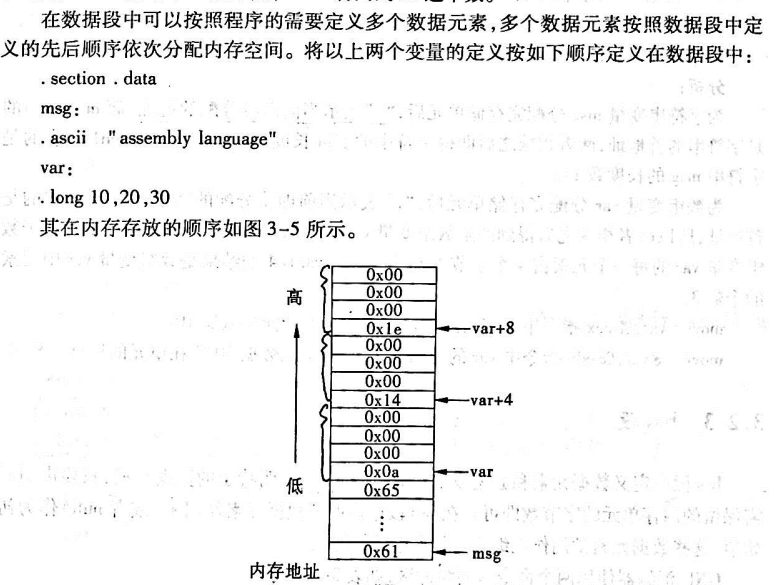 在数据段中可以按照程序的需要定义多个数据元素,多个数据元素按照数据段中定
义的先后顺序依次分配内存空间。将以上两个变量的定义按如下顺序定义在数据段中:
. section . data
msg:
. ascii "assembly language"
var:
. long 10,20,30
其在内存存放的顺序如图 3-5 所示。
0x00
高
0x00
0x00
0x1e
var+8
0x00
0x00
0x00
0x14
var+4
0x00
0x00
0x00
0x0a
var
低
0x65
⋮
0x61
msg
内存地址